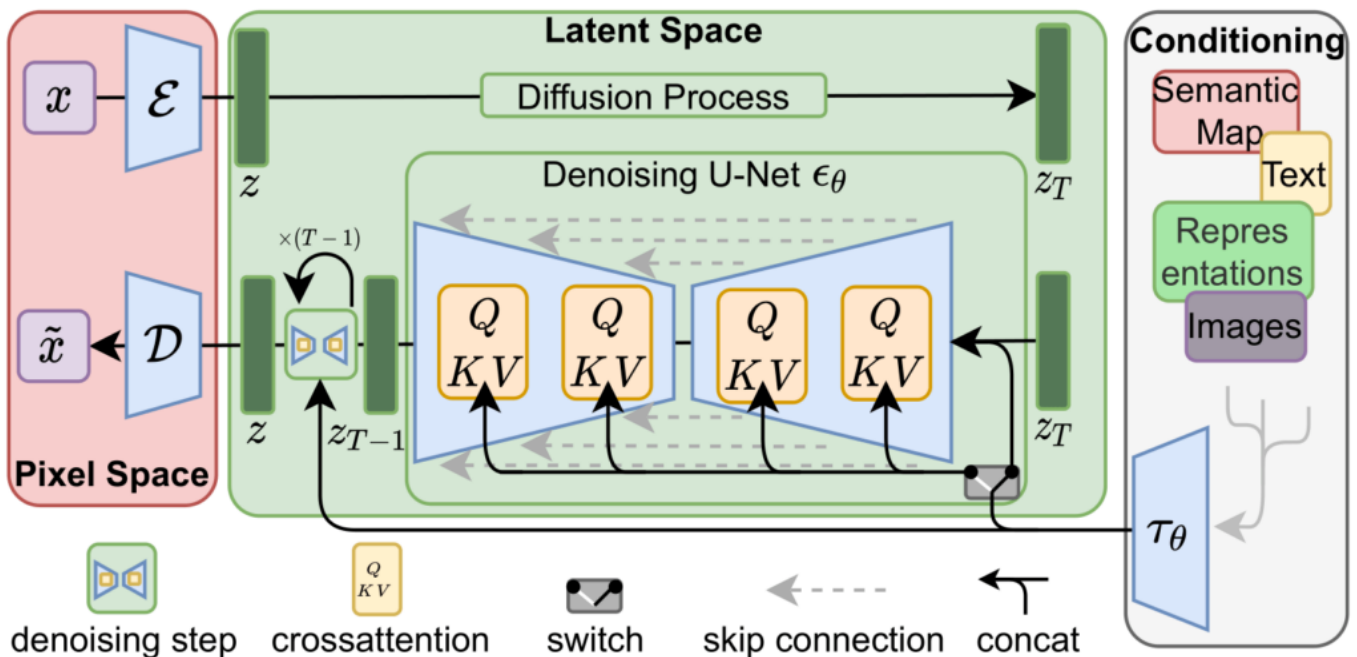 Latent Space
Conditioning
x
ℰ
Diffusion Process
Semantic
Map
Text
z
Denoising U-Net ϵ_θ
z_T
Repres
entations
×(T−1)
Images
x̃
𝒟
Q
KV
Q
KV
Q
KV
Q
KV
z
z_{T−1}
z_T
Pixel Space
τ_θ
Q
KV
denoising step
crossattention
switch
skip connection
concat